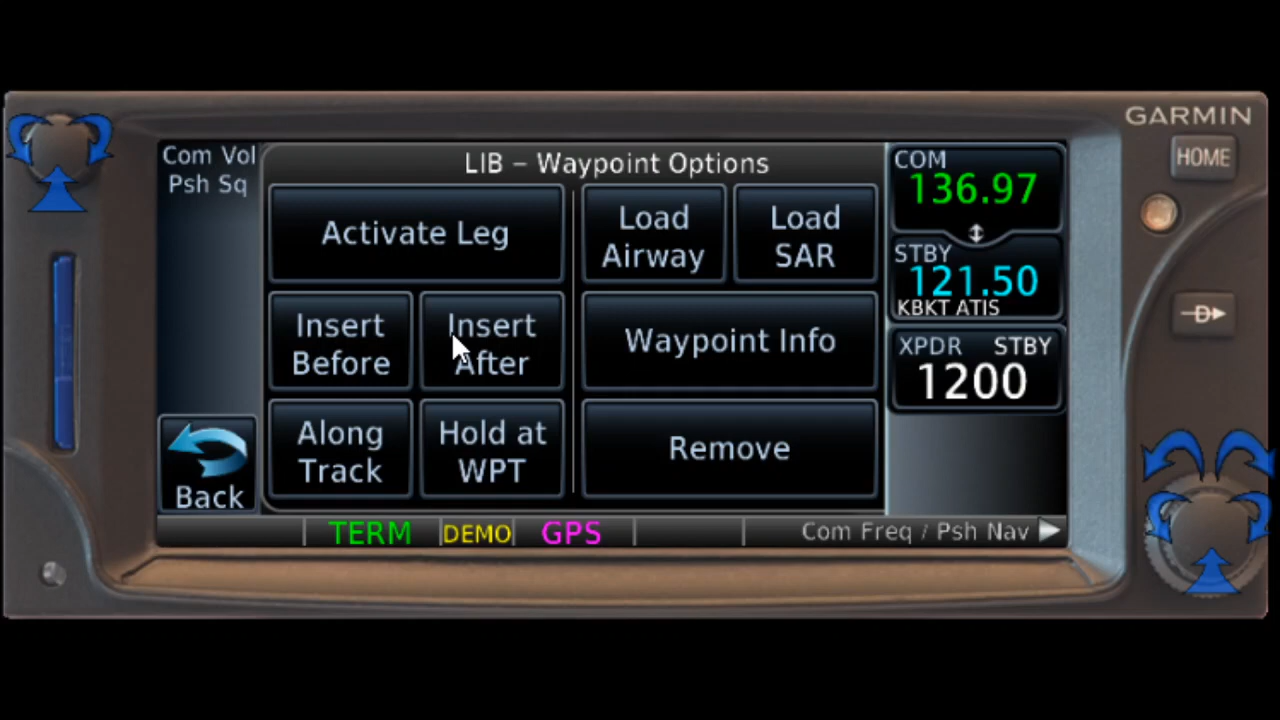 GARMIN
HOME
Com Vol
Psh Sq
LIB – Waypoint Options
Activate Leg
Load
Airway
Load
SAR
Insert
Before
Insert
After
Waypoint Info
Along
Track
Hold at
WPT
Remove
Back
COM
136.97
STBY
121.50
KBKT ATIS
XPDR STBY
1200
TERM DEMO GPS Com Freq / Psh Nav
D